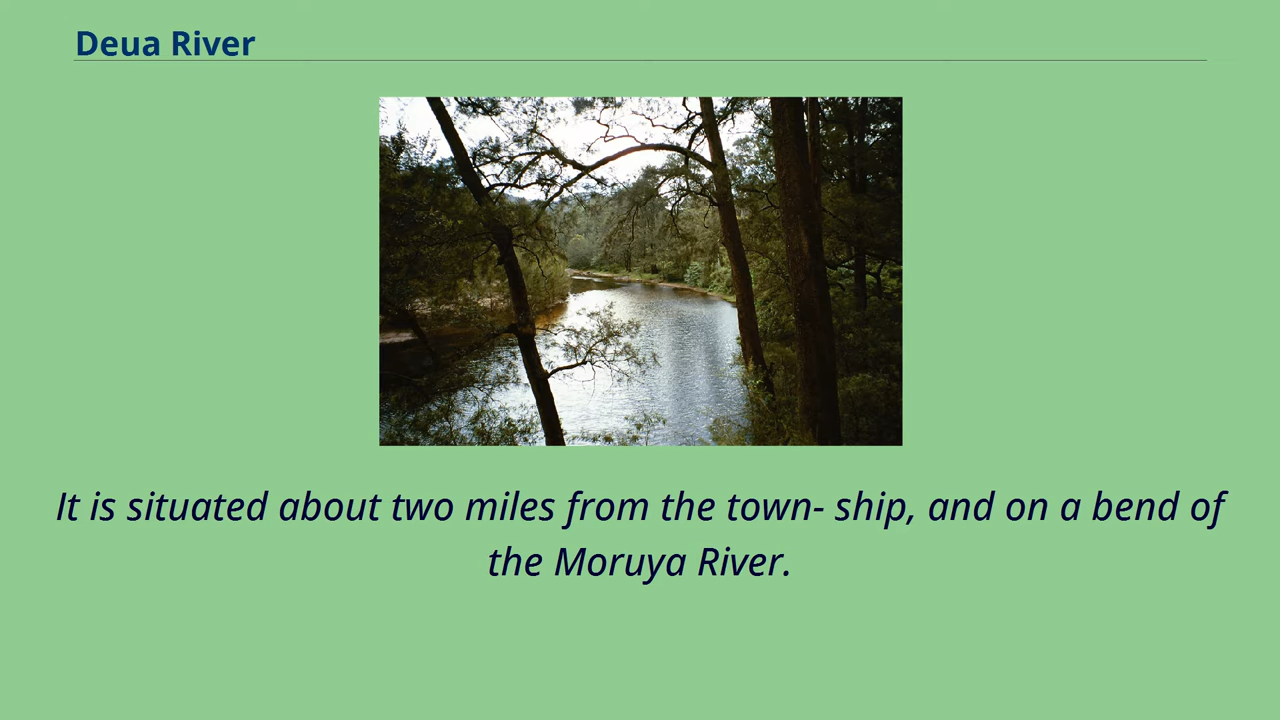 Deua River
It is situated about two miles from the town- ship, and on a bend of
the Moruya River.